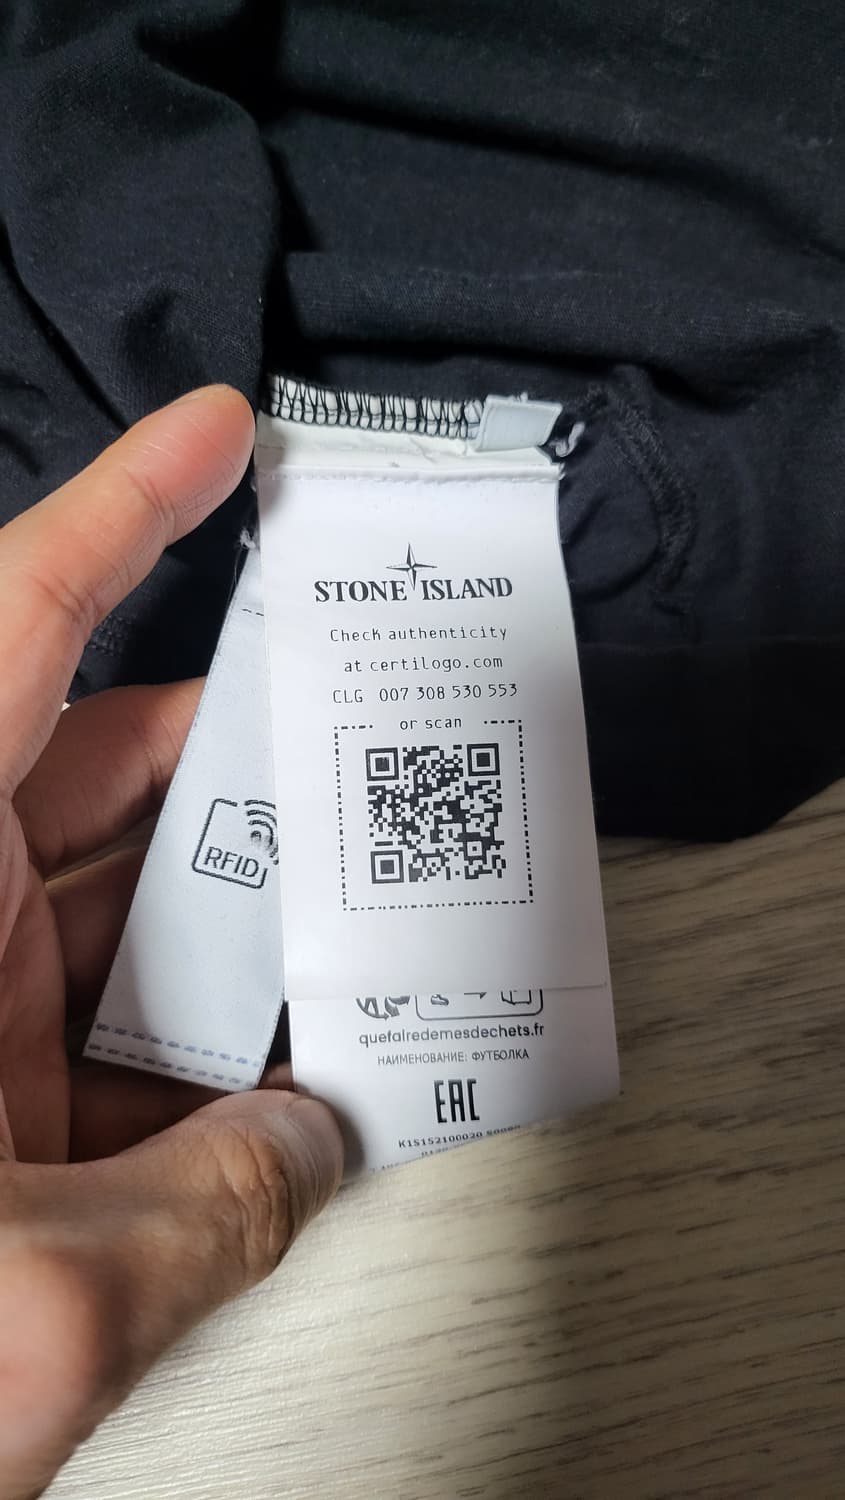 STONE ISLAND
Check authenticity
at certilogo.com
CLG 007 308 530 553
or scan
RFID
quefairedemesdechets.fr
НАИМЕНОВАНИЕ: ФУТБОЛКА
EAC
K1S152100020